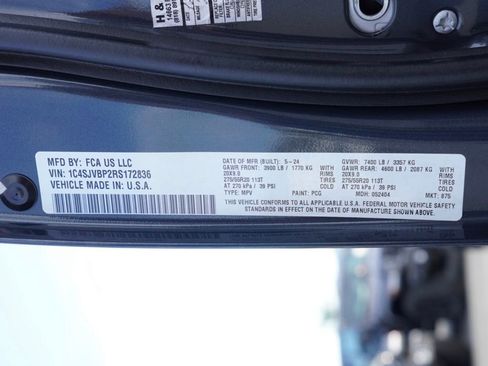 H &
14863
(818) 891
MFD BY: FCA US LLC
VIN: 1C4SJVBP2RS172836
VEHICLE MADE IN: U.S.A.
DATE OF MFR (BUILT): 5-24 GVWR: 7400 LB / 3357 KG
GAWR FRONT: 3900 LB / 1770 KG WITH GAWR REAR: 4600 LB / 2087 KG WITH
20X9.0 RIMS 20X9.0 RIMS
275/55R20 113T TIRES 275/55R20 113T TIRES
AT 270 kPa / 39 PSI COLD AT 270 kPa / 39 PSI COLD
TYPE: MPV PAINT: PCG MDH: 052404 MKT: 875
THIS VEHICLE CONFORMS TO ALL APPLICABLE U.S.A. FEDERAL MOTOR VEHICLE SAFETY
STANDARDS IN EFFECT ON THE DATE OF MANUFACTURE SHOWN ABOVE.